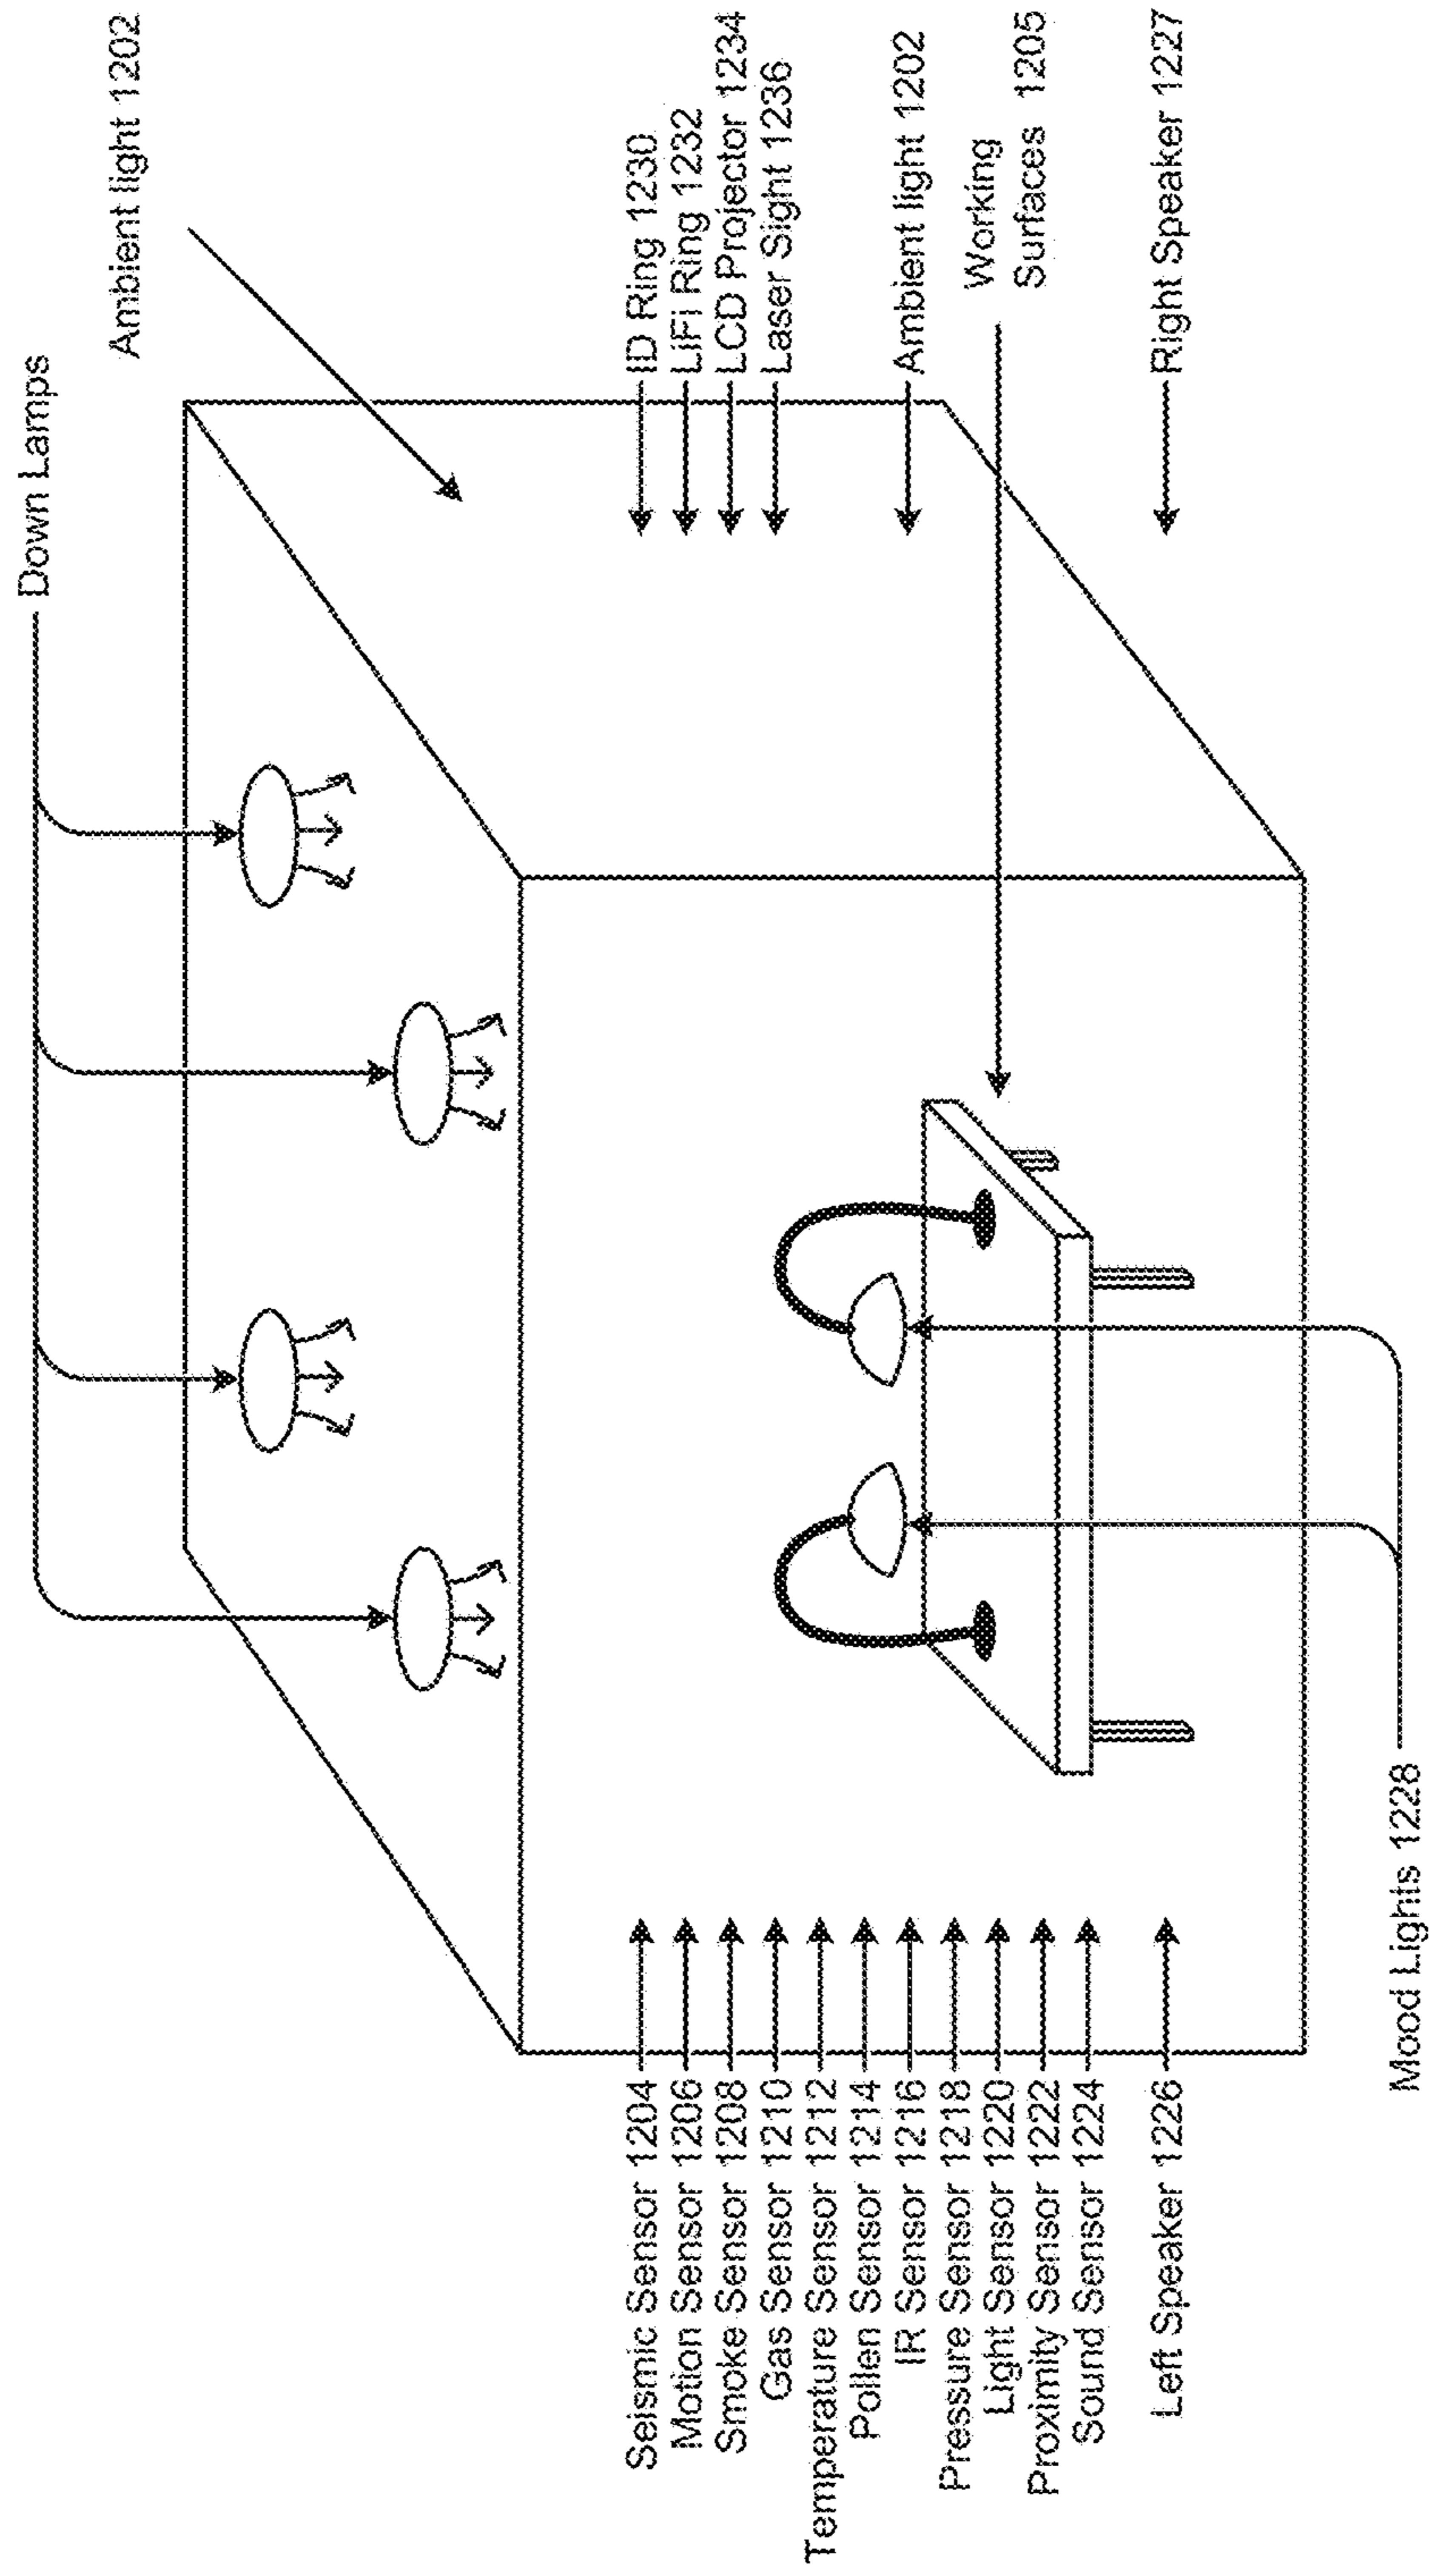 Down Lamps
Ambient light 1202
Seismic Sensor 1204
Motion Sensor 1206
Smoke Sensor 1208
Gas Sensor 1210
Temperature Sensor 1212
Pollen Sensor 1214
IR Sensor 1216
Pressure Sensor 1218
Light Sensor 1220
Proximity Sensor 1222
Sound Sensor 1224
Left Speaker 1226
ID Ring 1230
LiFi Ring 1232
LCD Projector 1234
Laser Sight 1236
Ambient light 1202
Working
Surfaces 1205
Right Speaker 1227
Mood Lights 1228